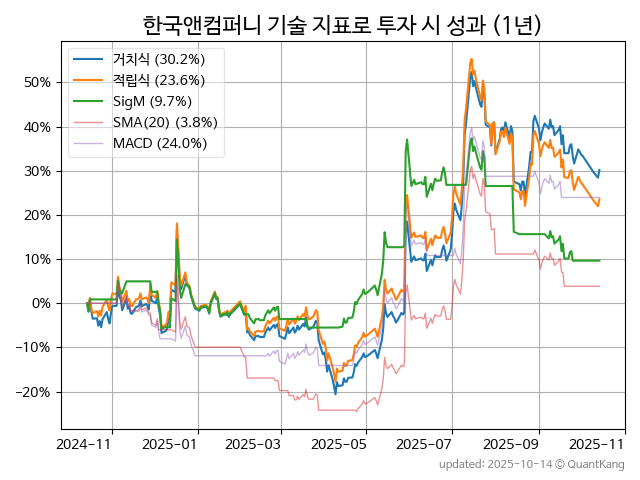 한국앤컴퍼니 기술 지표로 투자 시 성과 (1년)
거치식 (30.2%)
적립식 (23.6%)
SigM (9.7%)
SMA(20) (3.8%)
MACD (24.0%)
50%
40%
30%
20%
10%
0%
−10%
−20%
2024-11 2025-01 2025-03 2025-05 2025-07 2025-09 2025-11
updated: 2025-10-14 © QuantKang